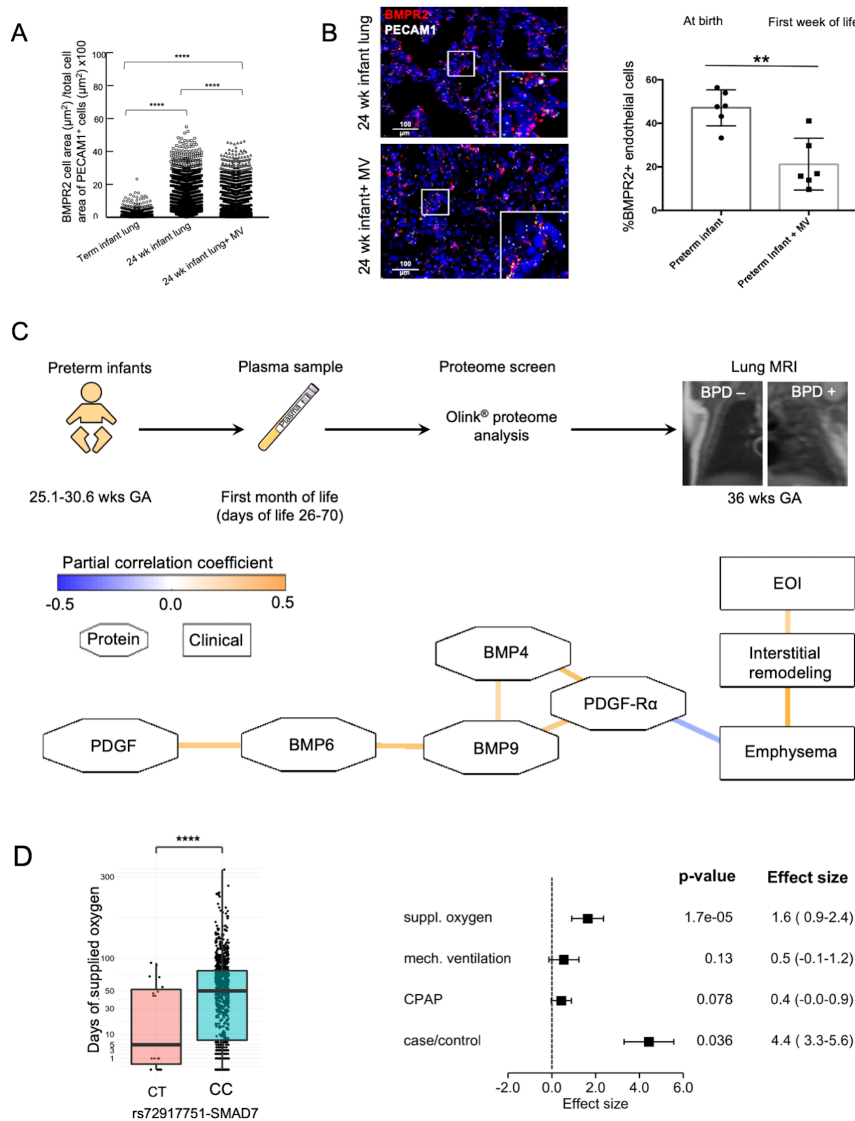 A
BMPR2 cell area (µm²) /total cell
area of PECAM1⁺ cells (µm²) x100
100
80
60
40
20
0
****
****
****
Term infant lung
24 wk infant lung
24 wk infant lung+ MV
B
24 wk infant lung
24 wk infant+ MV
BMPR2
PECAM1
100
µm
100
µm
At birth
First week of life
**
%BMPR2+ endothelial cells
60
40
20
0
Preterm infant
Preterm Infant + MV
C
Preterm infants
Plasma sample
Proteome screen
Lung MRI
Plasma
Olink® proteome
analysis
BPD –
BPD +
25.1-30.6 wks GA
First month of life
(days of life 26-70)
36 wks GA
Partial correlation coefficient
-0.5
0.0
0.5
Protein
Clinical
EOI
BMP4
Interstitial
remodeling
PDGF-Rα
PDGF
BMP6
BMP9
Emphysema
D
****
Days of supplied oxygen
300
100
50
30
10
5
3
1
CT
CC
rs72917751-SMAD7
p-value
Effect size
suppl. oxygen
1.7e-05
1.6 ( 0.9-2.4)
mech. ventilation
0.13
0.5 (-0.1-1.2)
CPAP
0.078
0.4 (-0.0-0.9)
case/control
0.036
4.4 ( 3.3-5.6)
-2.0
0.0
2.0
4.0
6.0
Effect size